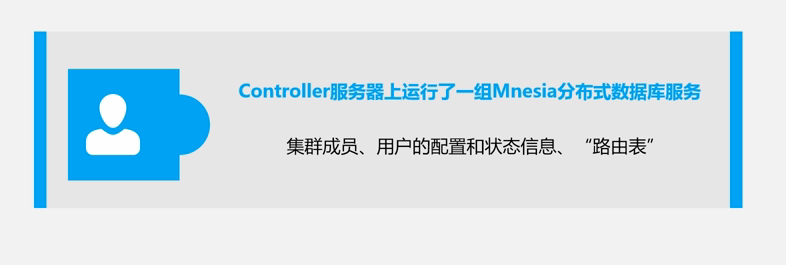 Controller服务器上运行了一组Mnesia分布式数据库服务
集群成员、用户的配置和状态信息、“路由表”